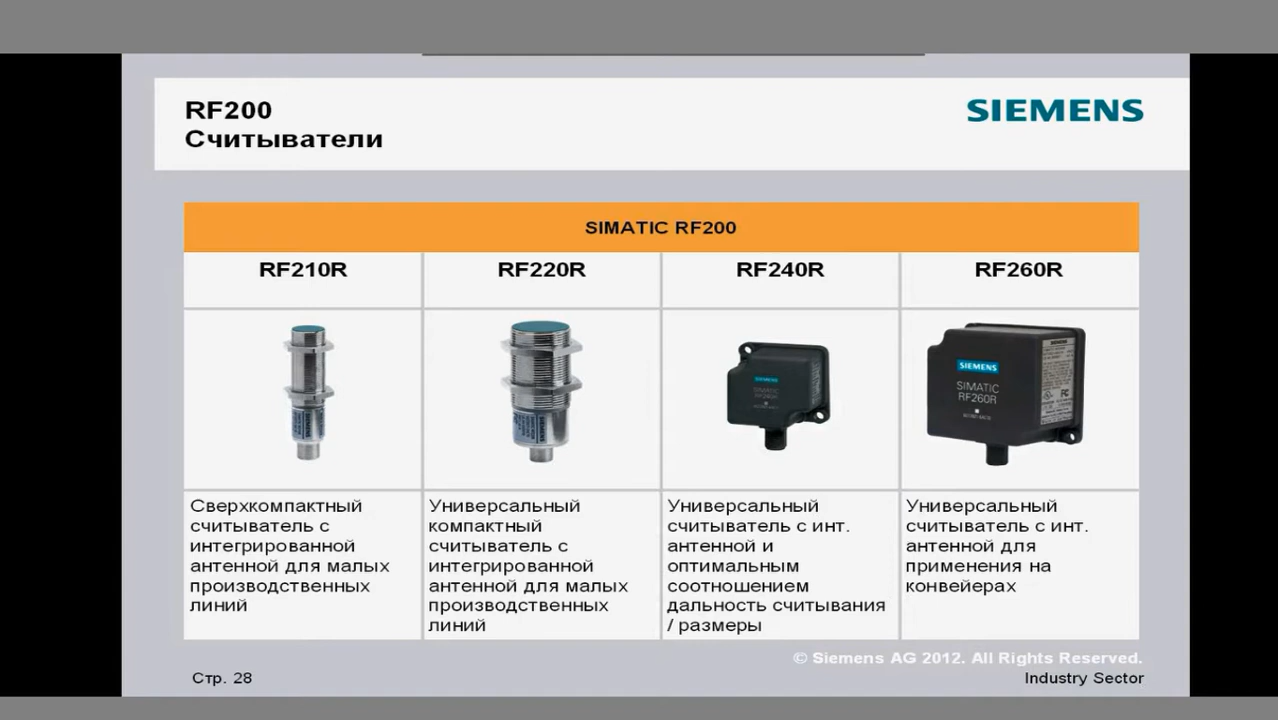 RF200
Считыватели
SIEMENS
SIMATIC RF200
RF210R
RF220R
RF240R
RF260R
SIEMENS
SIEMENS
SIEMENS
SIMATIC
RF260R
Сверхкомпактный
считыватель с
интегрированной
антенной для малых
производственных
линий
Универсальный
компактный
считыватель с
интегрированной
антенной для малых
производственных
линий
Универсальный
считыватель с инт.
антенной и
оптимальным
соотношением
дальность считывания
/ размеры
Универсальный
считыватель с инт.
антенной для
применения на
конвейерах
© Siemens AG 2012. All Rights Reserved.
Стр. 28
Industry Sector